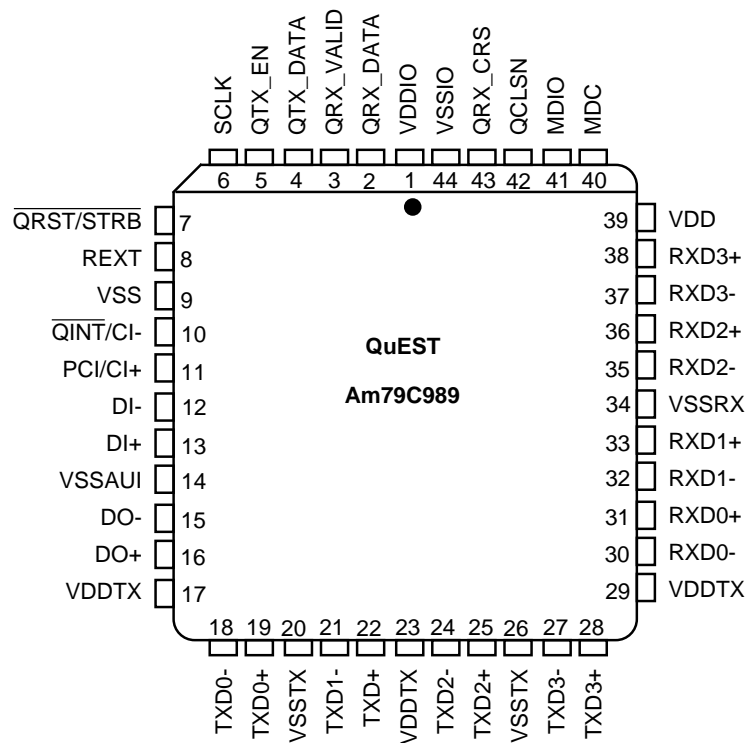 SCLK
QTX_EN
QTX_DATA
QRX_VALID
QRX_DATA
VDDIO
VSSIO
QRX_CRS
QCLSN
MDIO
MDC
6 5 4 3 2 1 44 43 42 41 40
QRST/STRB 7 39 VDD
REXT 8 38 RXD3+
VSS 9 37 RXD3-
QINT/CI- 10 36 RXD2+
PCI/CI+ 11 35 RXD2-
DI- 12 34 VSSRX
DI+ 13 33 RXD1+
VSSAUI 14 32 RXD1-
DO- 15 31 RXD0+
DO+ 16 30 RXD0-
VDDTX 17 29 VDDTX
QuEST
Am79C989
18 19 20 21 22 23 24 25 26 27 28
TXD0-
TXD0+
VSSTX
TXD1-
TXD+
VDDTX
TXD2-
TXD2+
VSSTX
TXD3-
TXD3+